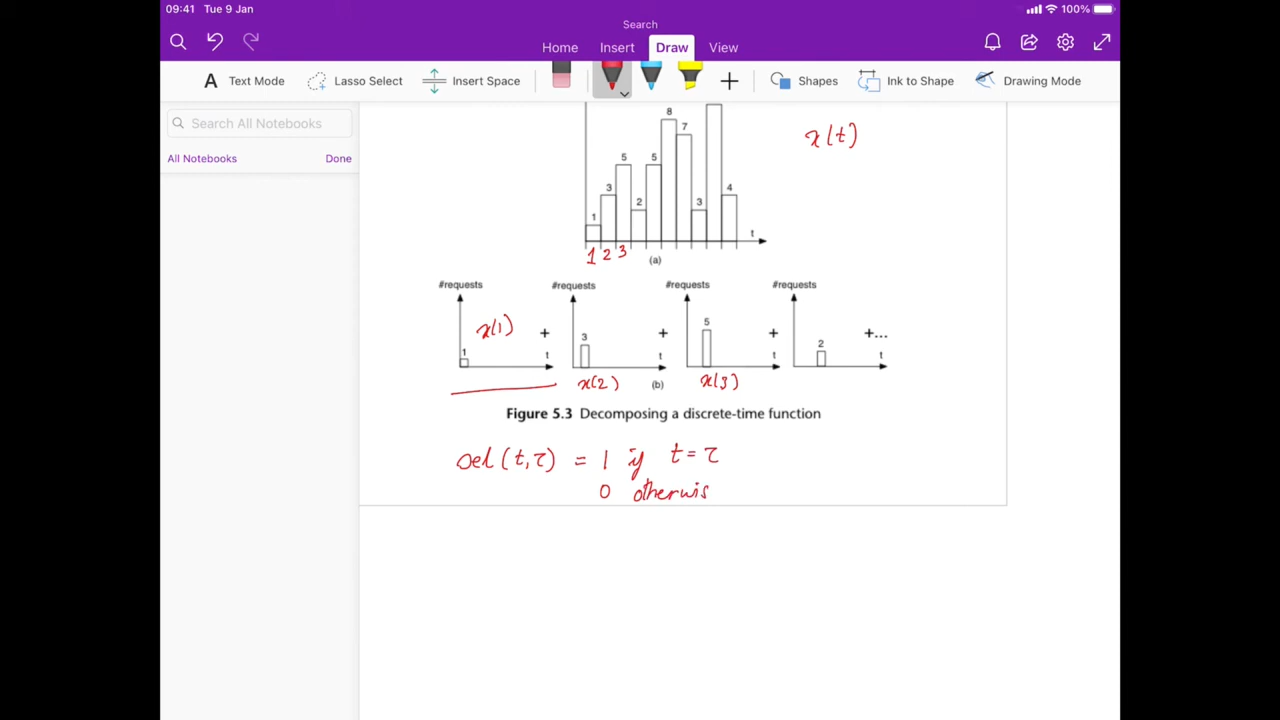 09:41 Tue 9 Jan
100%
Search
Home Insert Draw View
Text Mode Lasso Select Insert Space Shapes Ink to Shape Drawing Mode
Search All Notebooks
All Notebooks Done
8
7
5 5
3 2 3 4
1
t
x(t)
1 2 3
(a)
#requests #requests #requests #requests
x(1) + + + +...
1 3 5 2
t t t t
x(2) (b) x(3)
Figure 5.3 Decomposing a discrete-time function
sel(t, τ) = 1 if t = τ
0 otherwis